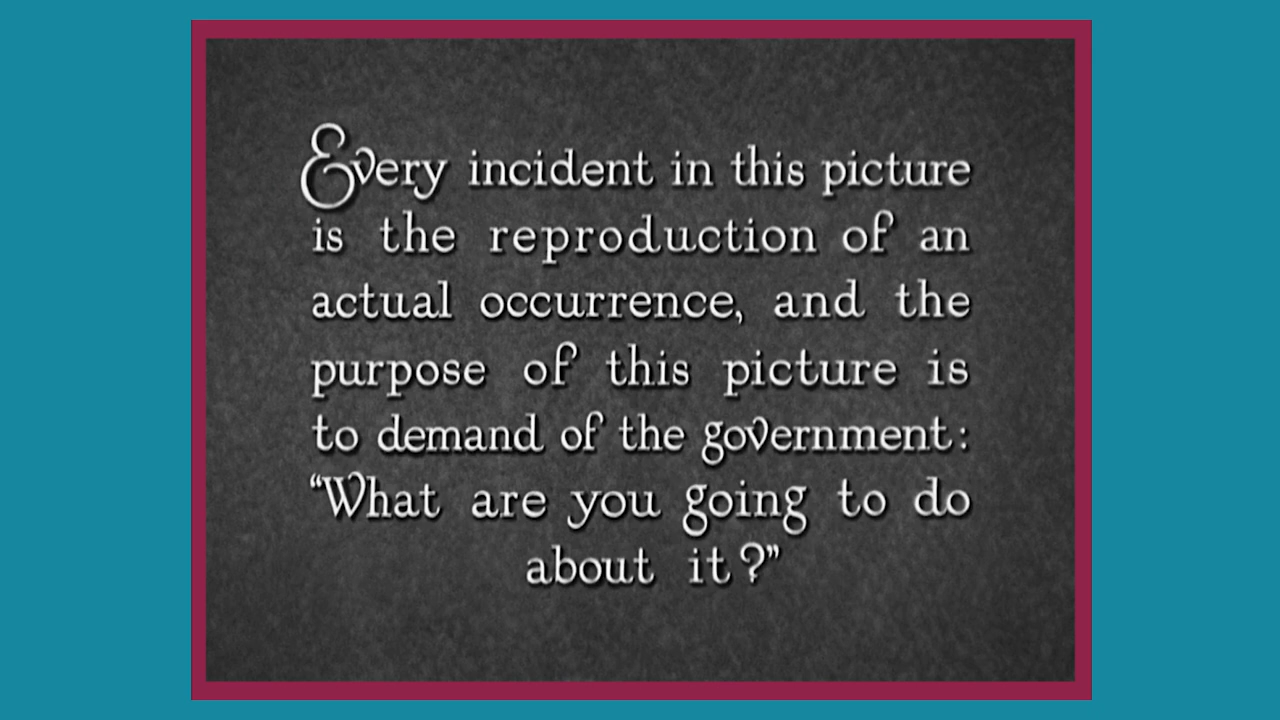 Every incident in this picture
is the reproduction of an
actual occurrence, and the
purpose of this picture is
to demand of the government:
“What are you going to do
about it?”